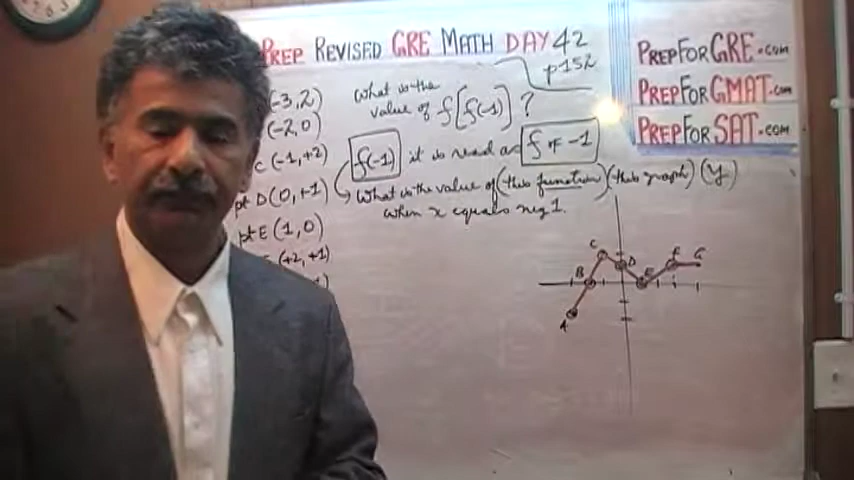 PREP REVISED GRE MATH DAY 42
p152
PREPFORGRE.com
PREPFORGMAT.com
PREPFORSAT.com
(-3,2)
(-2,0)
C (-1,+2)
pt D(0,+1)
pt E (1,0)
(+2,+1)
What is the
value of f[f(-1)]?
f(-1) it is read as f of -1
What is the value of (this function)(this graph)(y)
when x equals neg 1.
A
B
C
D
E
F
G